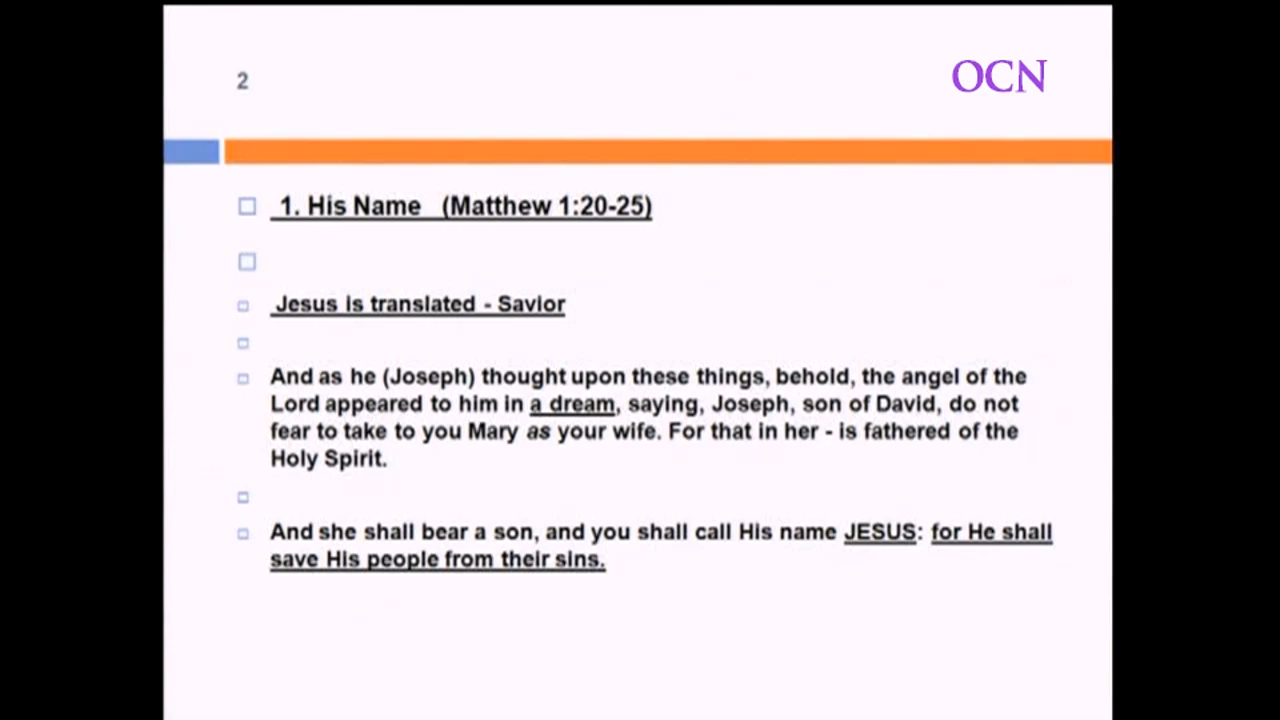 2
OCN
1. His Name (Matthew 1:20-25)
Jesus is translated - Savior
And as he (Joseph) thought upon these things, behold, the angel of the
Lord appeared to him in a dream, saying, Joseph, son of David, do not
fear to take to you Mary as your wife. For that in her - is fathered of the
Holy Spirit.
And she shall bear a son, and you shall call His name JESUS: for He shall
save His people from their sins.